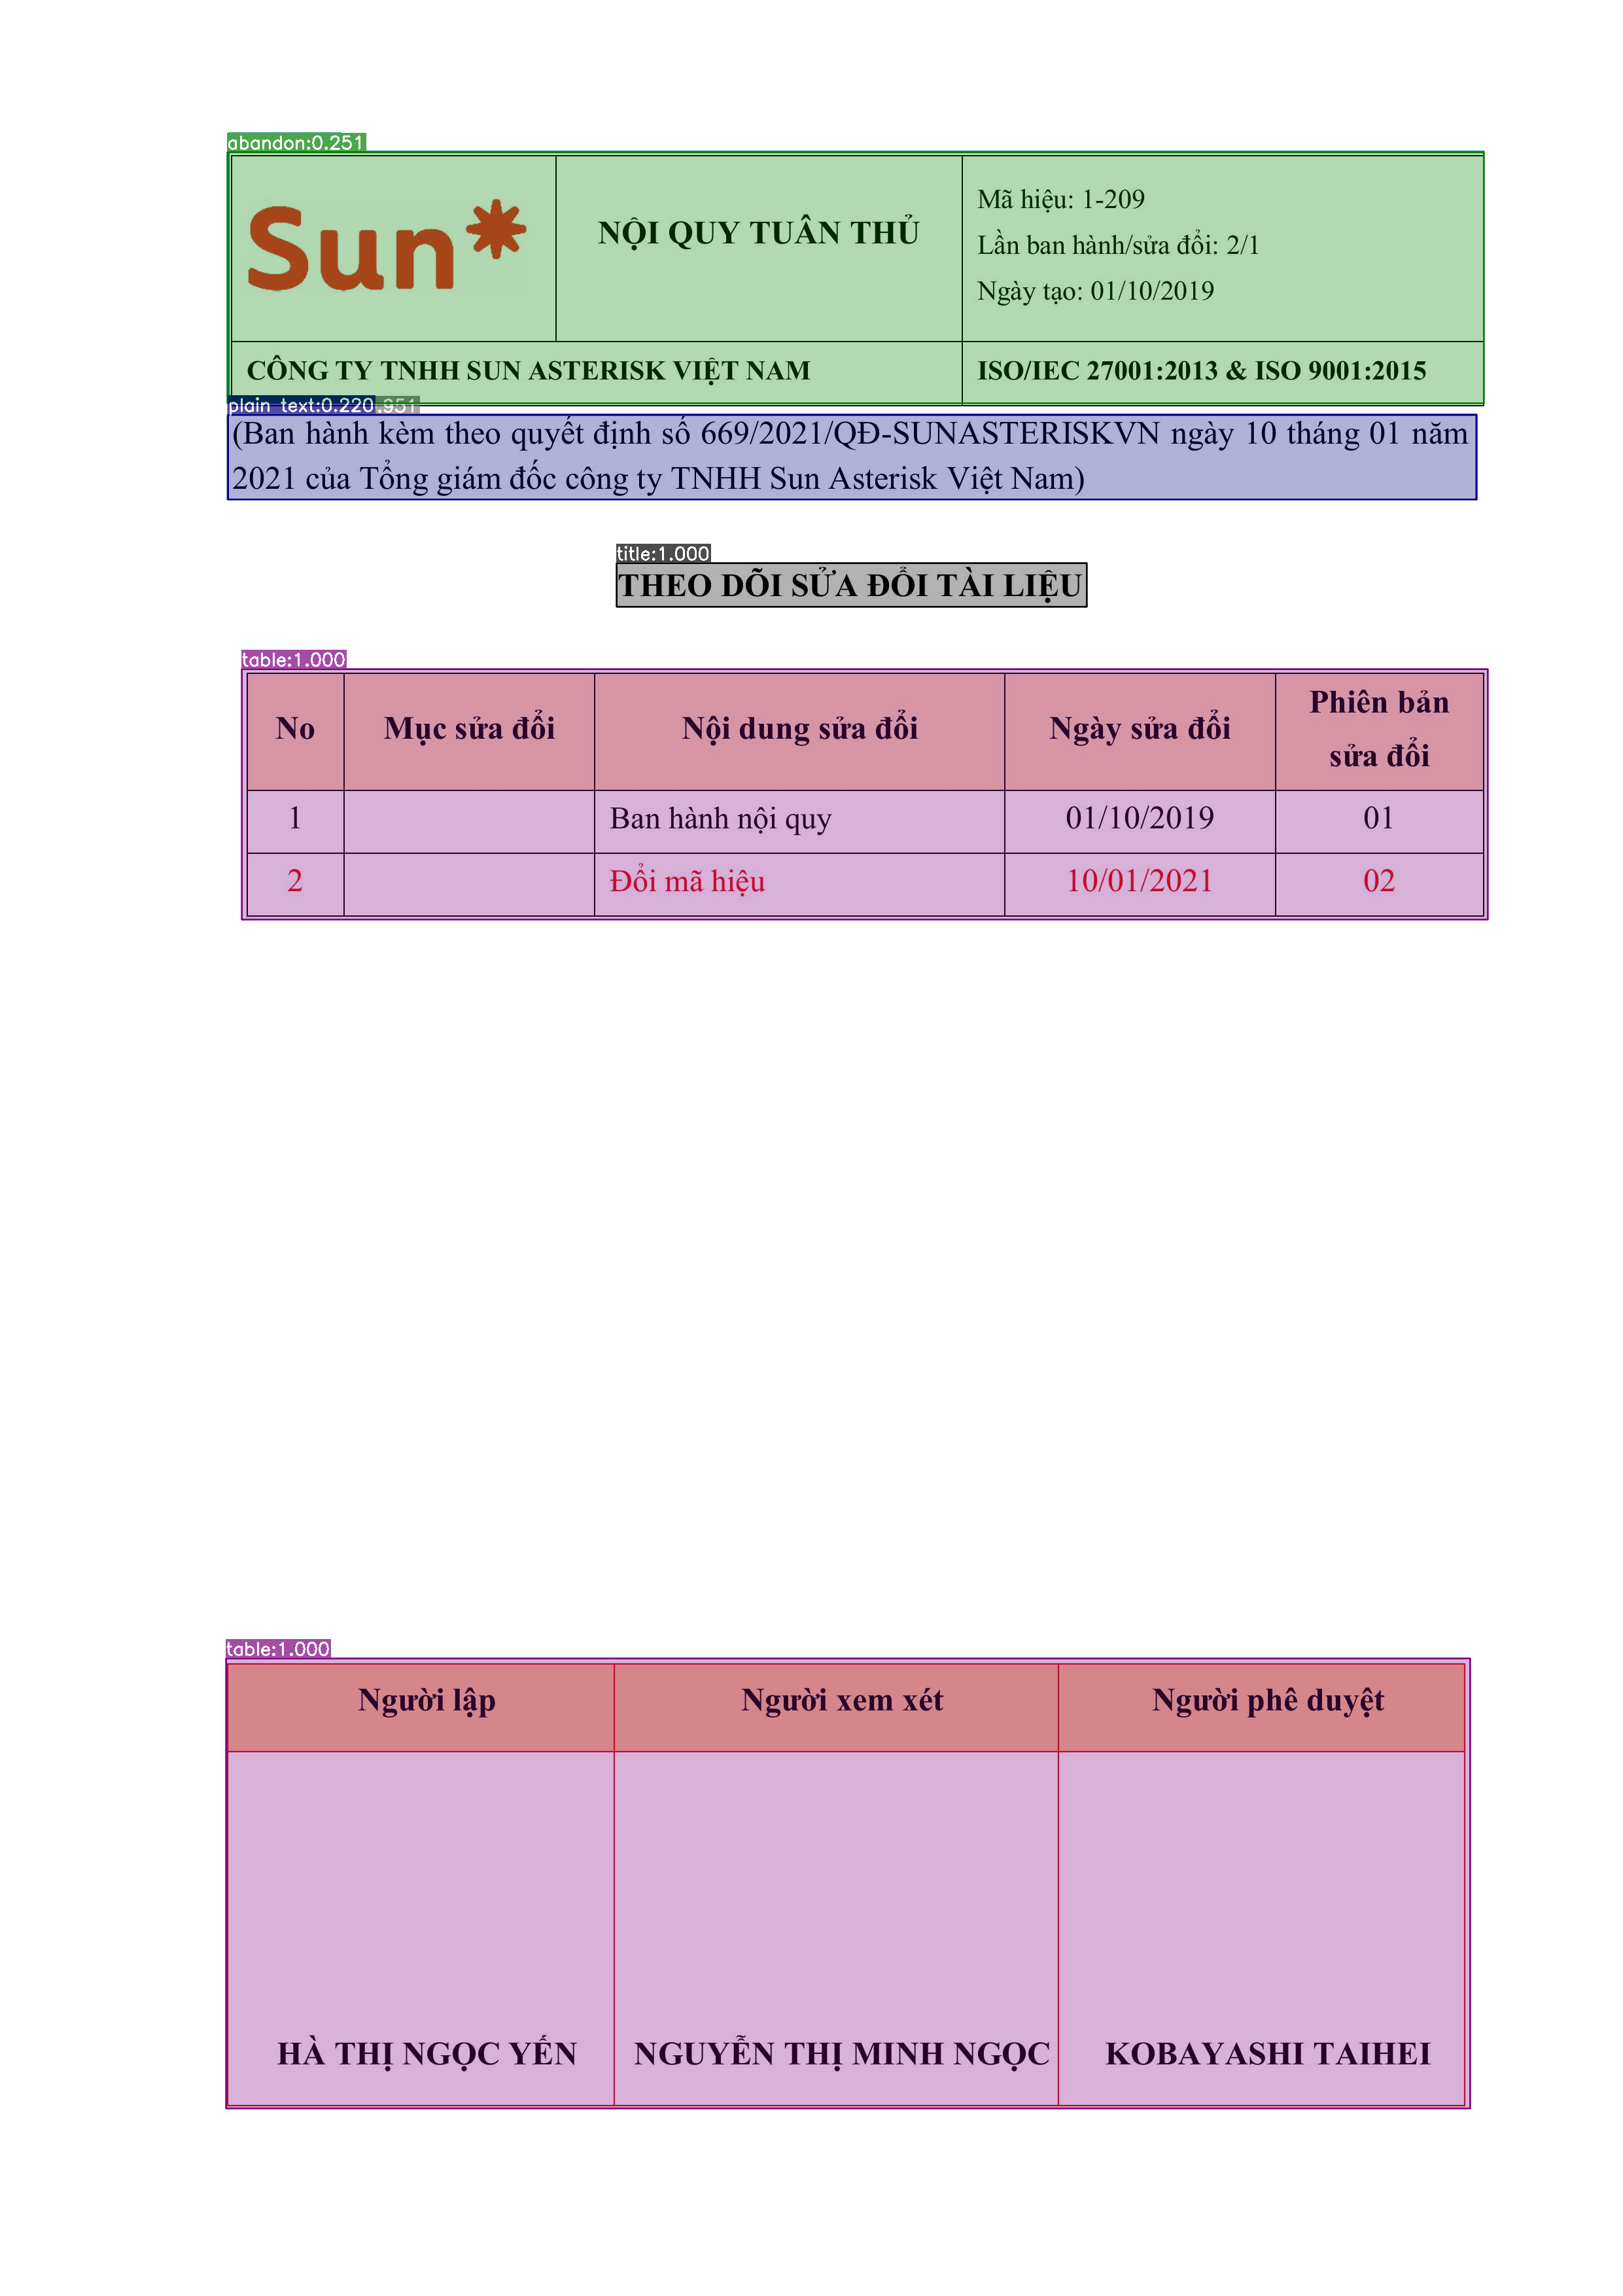 abandon:0.251
Sun*
NỘI QUY TUÂN THỦ
Mã hiệu: 1-209
Lần ban hành/sửa đổi: 2/1
Ngày tạo: 01/10/2019
CÔNG TY TNHH SUN ASTERISK VIỆT NAM
ISO/IEC 27001:2013 & ISO 9001:2015
plain text:0.220 .951
(Ban hành kèm theo quyết định số 669/2021/QĐ-SUNASTERISKVN ngày 10 tháng 01 năm
2021 của Tổng giám đốc công ty TNHH Sun Asterisk Việt Nam)
title:1.000
THEO DÕI SỬA ĐỔI TÀI LIỆU
table:1.000
No Mục sửa đổi Nội dung sửa đổi Ngày sửa đổi Phiên bản
sửa đổi
1 Ban hành nội quy 01/10/2019 01
2 Đổi mã hiệu 10/01/2021 02
table:1.000
Người lập Người xem xét Người phê duyệt
HÀ THỊ NGỌC YẾN NGUYỄN THỊ MINH NGỌC KOBAYASHI TAIHEI